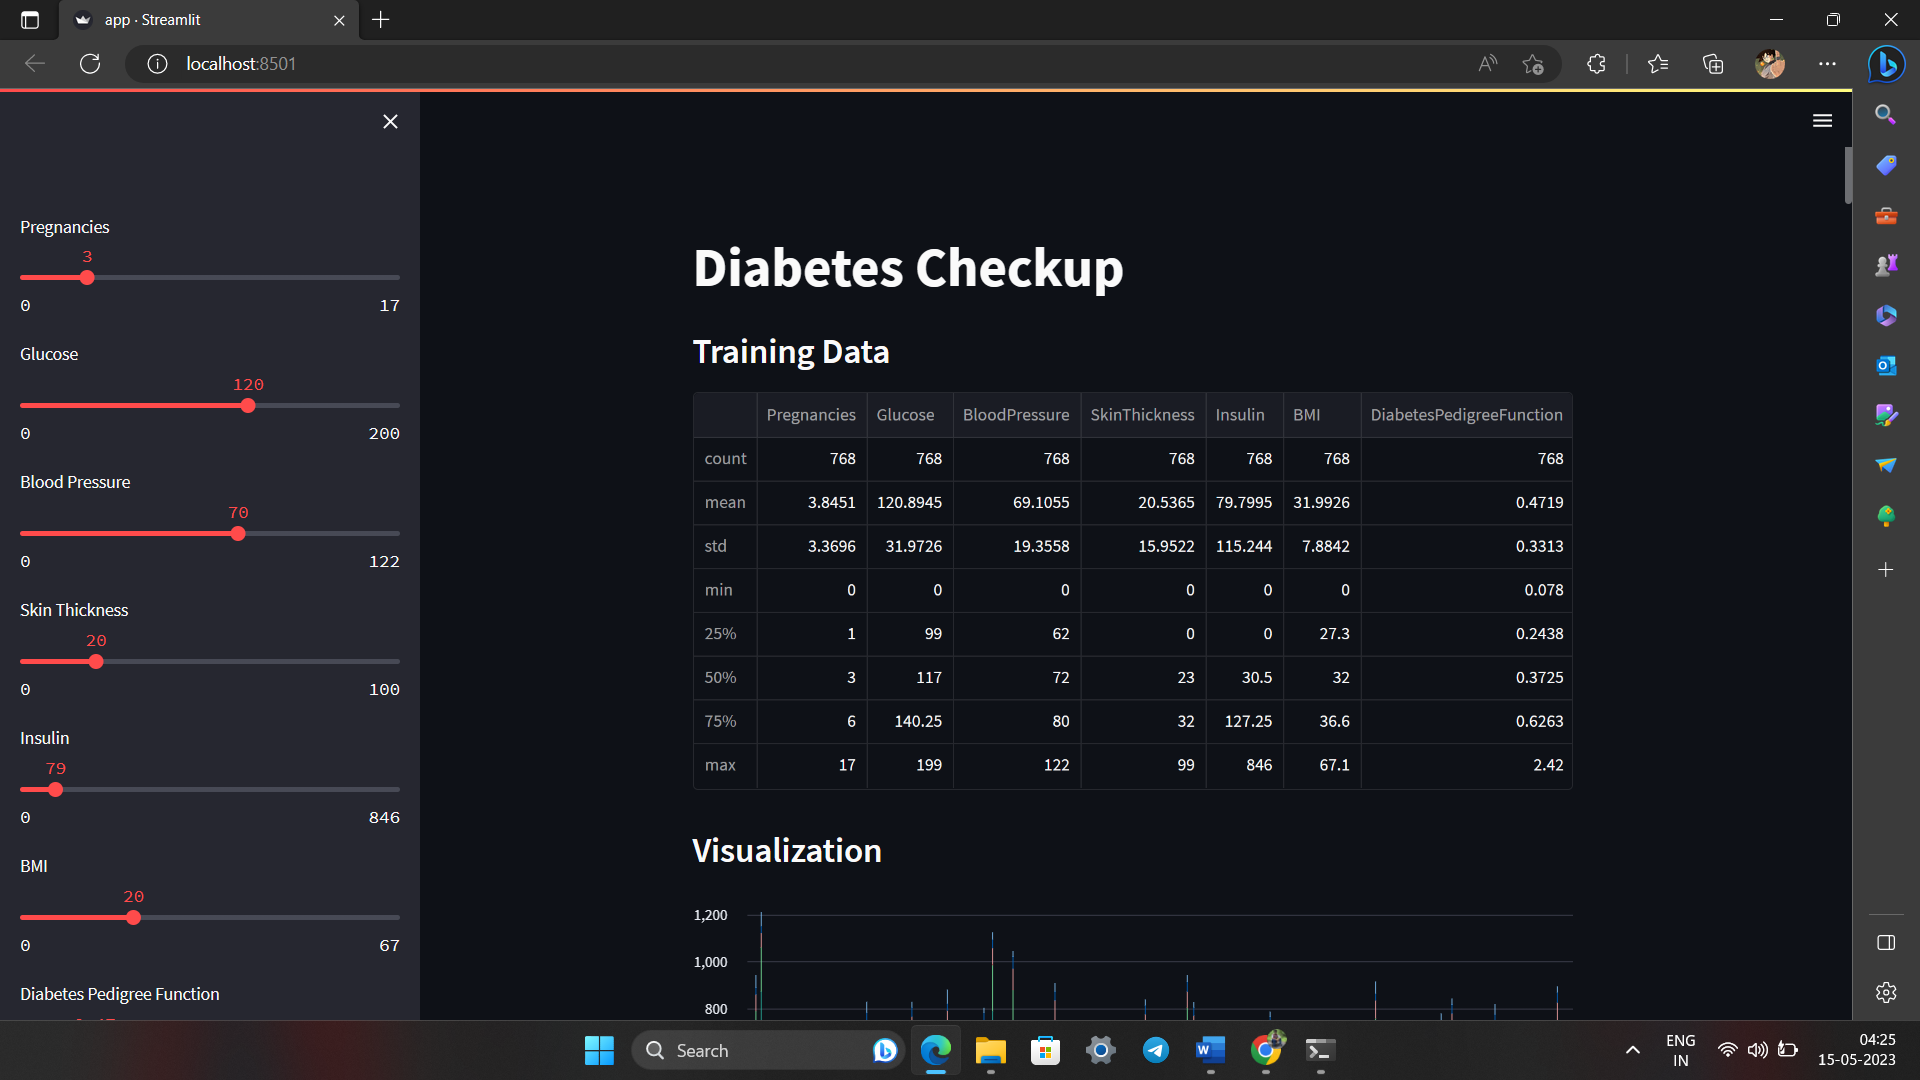 app · Streamlit
localhost:8501
Pregnancies
3
0 17
Glucose
120
0 200
Blood Pressure
70
0 122
Skin Thickness
20
0 100
Insulin
79
0 846
BMI
20
0 67
Diabetes Pedigree Function
Diabetes Checkup
Training Data
Pregnancies Glucose BloodPressure SkinThickness Insulin BMI DiabetesPedigreeFunction
count 768 768 768 768 768 768 768
mean 3.8451 120.8945 69.1055 20.5365 79.7995 31.9926 0.4719
std 3.3696 31.9726 19.3558 15.9522 115.244 7.8842 0.3313
min 0 0 0 0 0 0 0.078
25% 1 99 62 0 0 27.3 0.2438
50% 3 117 72 23 30.5 32 0.3725
75% 6 140.25 80 32 127.25 36.6 0.6263
max 17 199 122 99 846 67.1 2.42
Visualization
1,200
1,000
800
Search
ENG
IN
04:25
15-05-2023